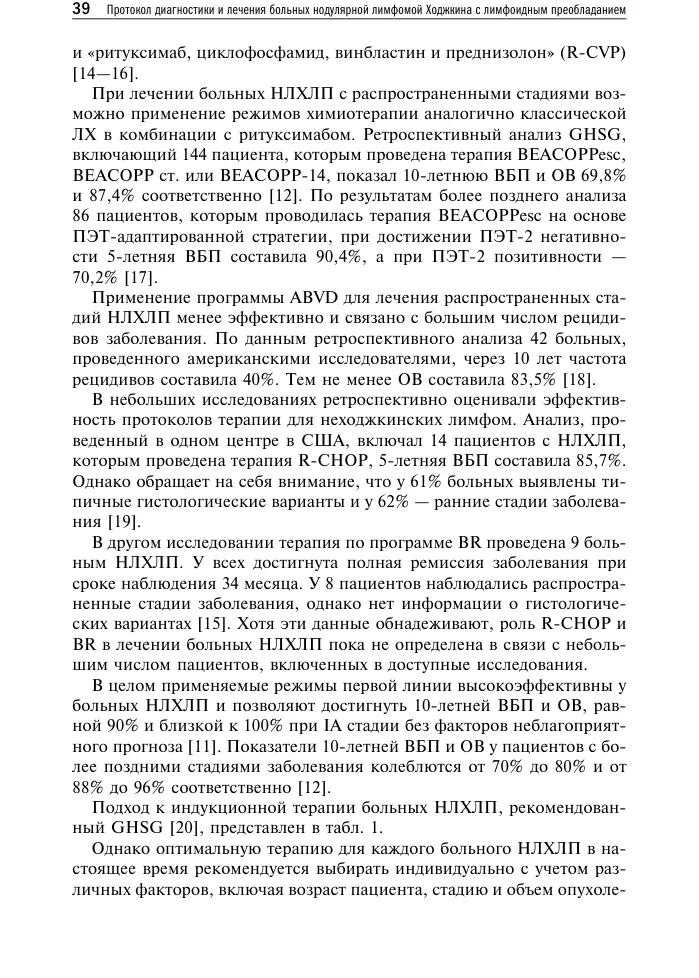 39 Протокол диагностики и лечения больных нодулярной лимфомой Ходжкина с лимфоидным преобладанием
и «ритуксимаб, циклофосфамид, винбластин и преднизолон» (R-CVP)
[14—16].
При лечении больных НЛХЛП с распространенными стадиями воз-
можно применение режимов химиотерапии аналогично классической
ЛХ в комбинации с ритуксимабом. Ретроспективный анализ GHSG,
включающий 144 пациента, которым проведена терапия BEACOPPesc,
BEACOPP ст. или BEACOPP-14, показал 10-летнюю ВБП и ОВ 69,8%
и 87,4% соответственно [12]. По результатам более позднего анализа
86 пациентов, которым проводилась терапия BEACOPPesc на основе
ПЭТ-адаптированной стратегии, при достижении ПЭТ-2 негативно-
сти 5-летняя ВБП составила 90,4%, а при ПЭТ-2 позитивности —
70,2% [17].
Применение программы ABVD для лечения распространенных ста-
дий НЛХЛП менее эффективно и связано с большим числом рециди-
вов заболевания. По данным ретроспективного анализа 42 больных,
проведенного американскими исследователями, через 10 лет частота
рецидивов составила 40%. Тем не менее ОВ составила 83,5% [18].
В небольших исследованиях ретроспективно оценивали эффектив-
ность протоколов терапии для неходжкинских лимфом. Анализ, про-
веденный в одном центре в США, включал 14 пациентов с НЛХЛП,
которым проведена терапия R-CHOP, 5-летняя ВБП составила 85,7%.
Однако обращает на себя внимание, что у 61% больных выявлены ти-
пичные гистологические варианты и у 62% — ранние стадии заболева-
ния [19].
В другом исследовании терапия по программе BR проведена 9 боль-
ным НЛХЛП. У всех достигнута полная ремиссия заболевания при
сроке наблюдения 34 месяца. У 8 пациентов наблюдались распростра-
ненные стадии заболевания, однако нет информации о гистологиче-
ских вариантах [15]. Хотя эти данные обнадеживают, роль R-CHOP и
BR в лечении больных НЛХЛП пока не определена в связи с неболь-
шим числом пациентов, включенных в доступные исследования.
В целом применяемые режимы первой линии высокоэффективны у
больных НЛХЛП и позволяют достигнуть 10-летней ВБП и ОВ, рав-
ной 90% и близкой к 100% при IA стадии без факторов неблагоприят-
ного прогноза [11]. Показатели 10-летней ВБП и ОВ у пациентов с бо-
лее поздними стадиями заболевания колеблются от 70% до 80% и от
88% до 96% соответственно [12].
Подход к индукционной терапии больных НЛХЛП, рекомендован-
ный GHSG [20], представлен в табл. 1.
Однако оптимальную терапию для каждого больного НЛХЛП в на-
стоящее время рекомендуется выбирать индивидуально с учетом раз-
личных факторов, включая возраст пациента, стадию и объем опухоле-